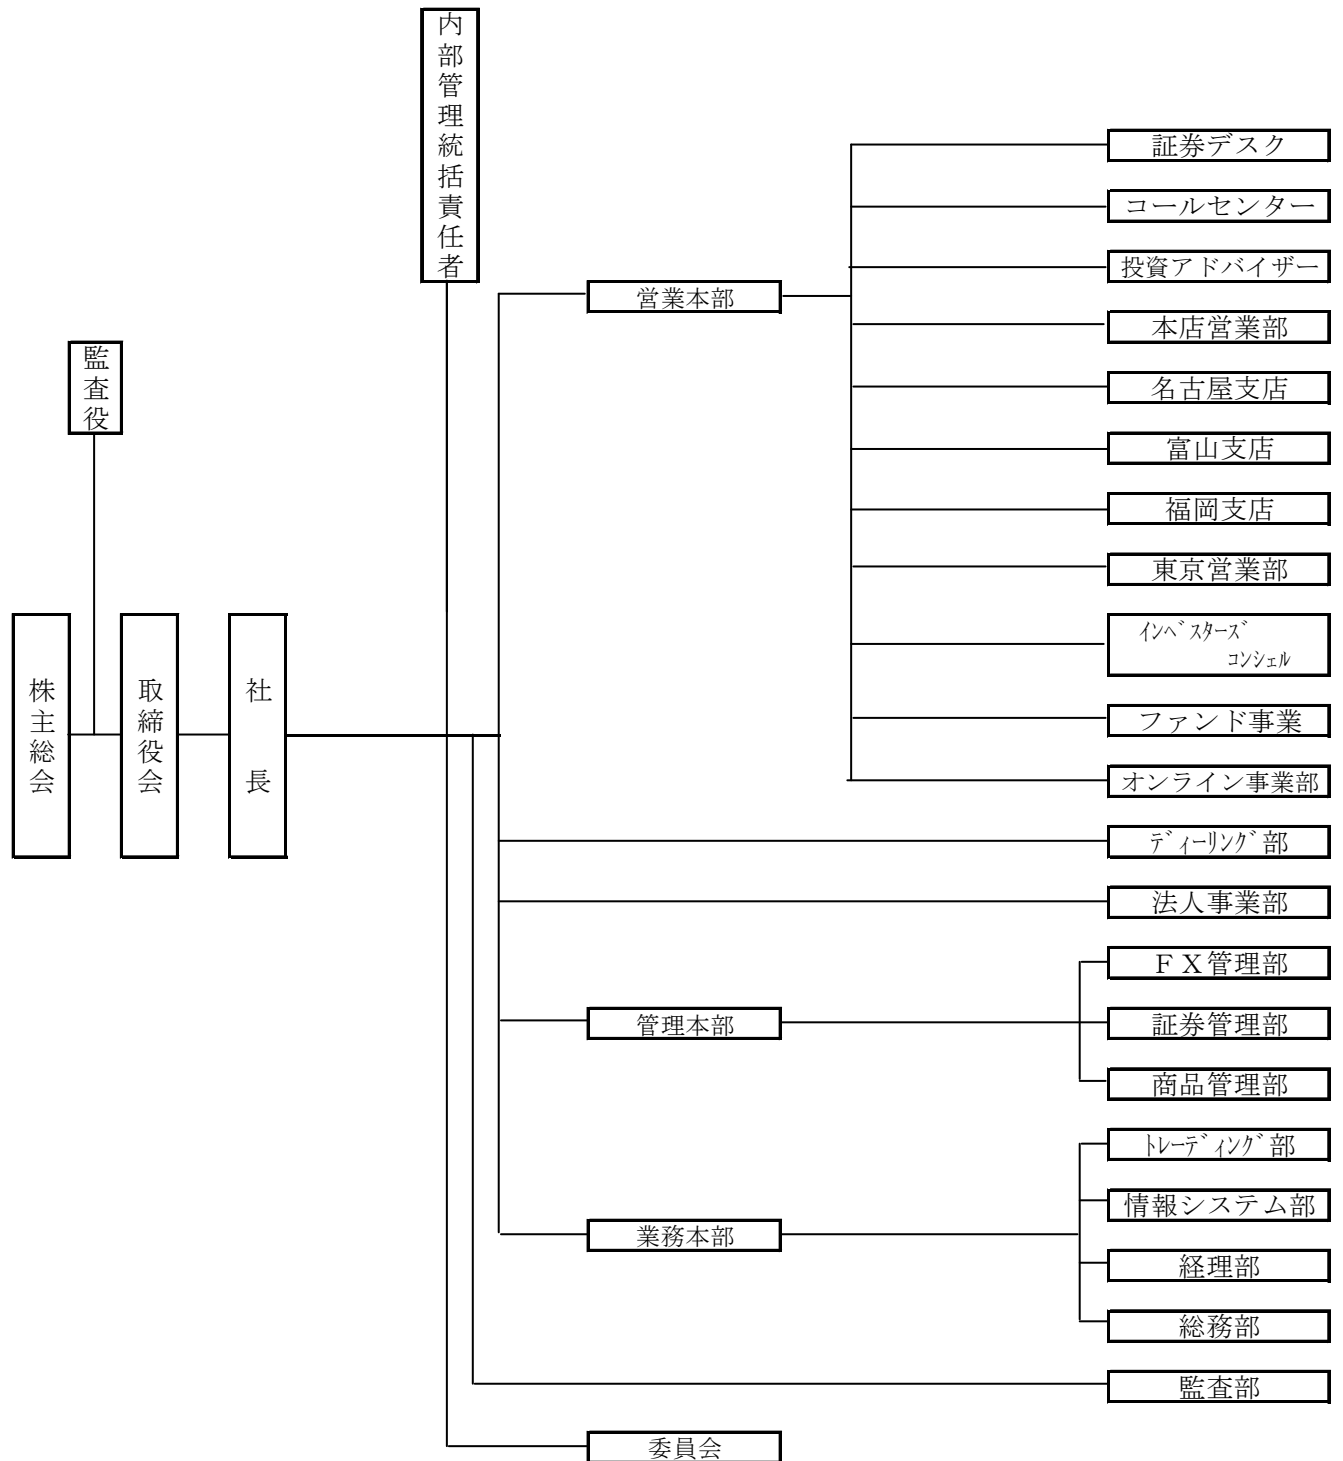 内部管理統括責任者
証券デスク
コールセンター
投資アドバイザー
営業本部
本店営業部
監査役
名古屋支店
富山支店
福岡支店
東京営業部
ｲﾝﾍﾞｽﾀｰｽﾞ
ｺﾝｼｪﾙ
株主総会
取締役会
社長
ファンド事業
オンライン事業部
ﾃﾞｨｰﾘﾝｸﾞ部
法人事業部
ＦＸ管理部
管理本部
証券管理部
商品管理部
ﾄﾚｰﾃﾞｨﾝｸﾞ部
情報システム部
業務本部
経理部
総務部
監査部
委員会